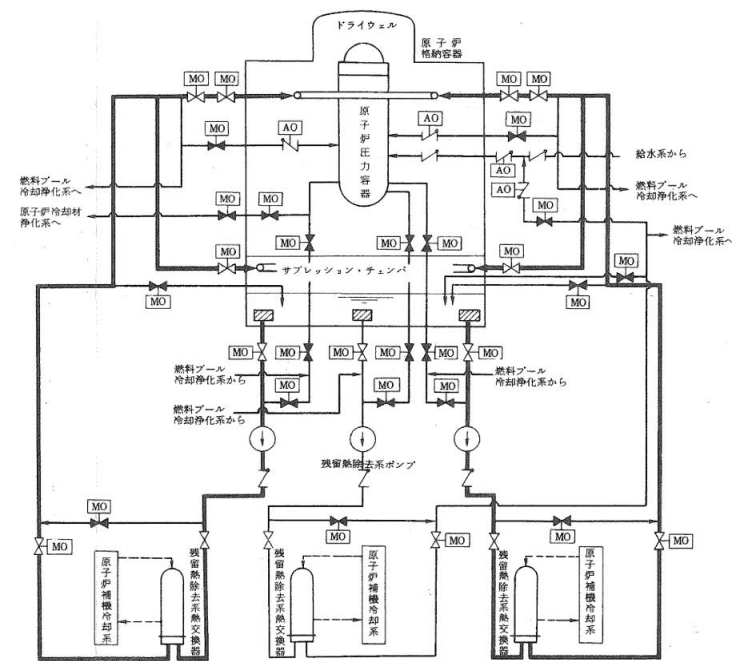 ドライウェル
原子炉
格納容器
MO
MO
MO
MO
原子炉圧力容器
MO
AO
AO
MO
AO
給水系から
燃料プール
冷却浄化系へ
AO
燃料プール
冷却浄化系へ
原子炉冷却材
浄化系へ
MO
MO
MO
燃料プール
冷却浄化系へ
MO
MO
MO
MO
サプレッション・チェンバ
MO
MO
MO
MO
MO
MO
MO
MO
MO
MO
燃料プール
冷却浄化系から
MO
MO
MO
燃料プール
冷却浄化系から
燃料プール
冷却浄化系から
残留熱除去系ポンプ
MO
MO
MO
MO
MO
MO
原子炉補機冷却系
残留熱除去系熱交換器
残留熱除去系熱交換器
原子炉補機冷却系
残留熱除去系熱交換器
原子炉補機冷却系